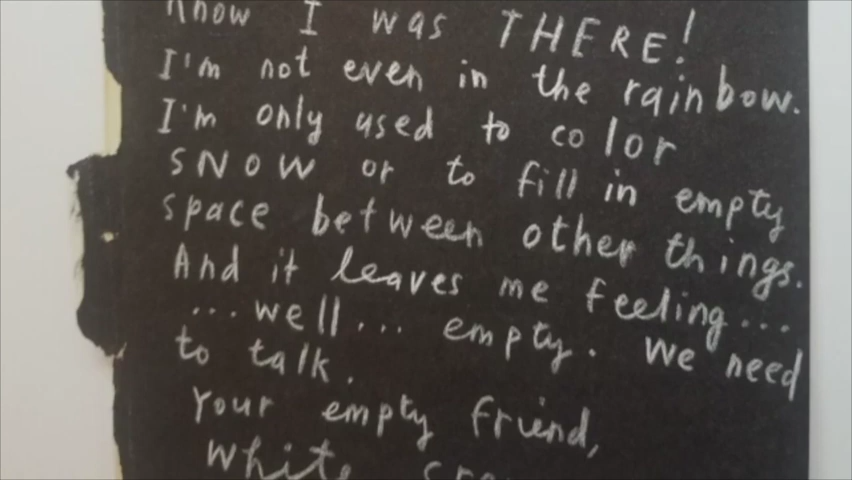 know I was THERE!
I'm not even in the rainbow.
I'm only used to color
SNOW or to fill in empty
space between other things.
And it leaves me feeling...
...well... empty. We need
to talk.
Your empty friend,
White